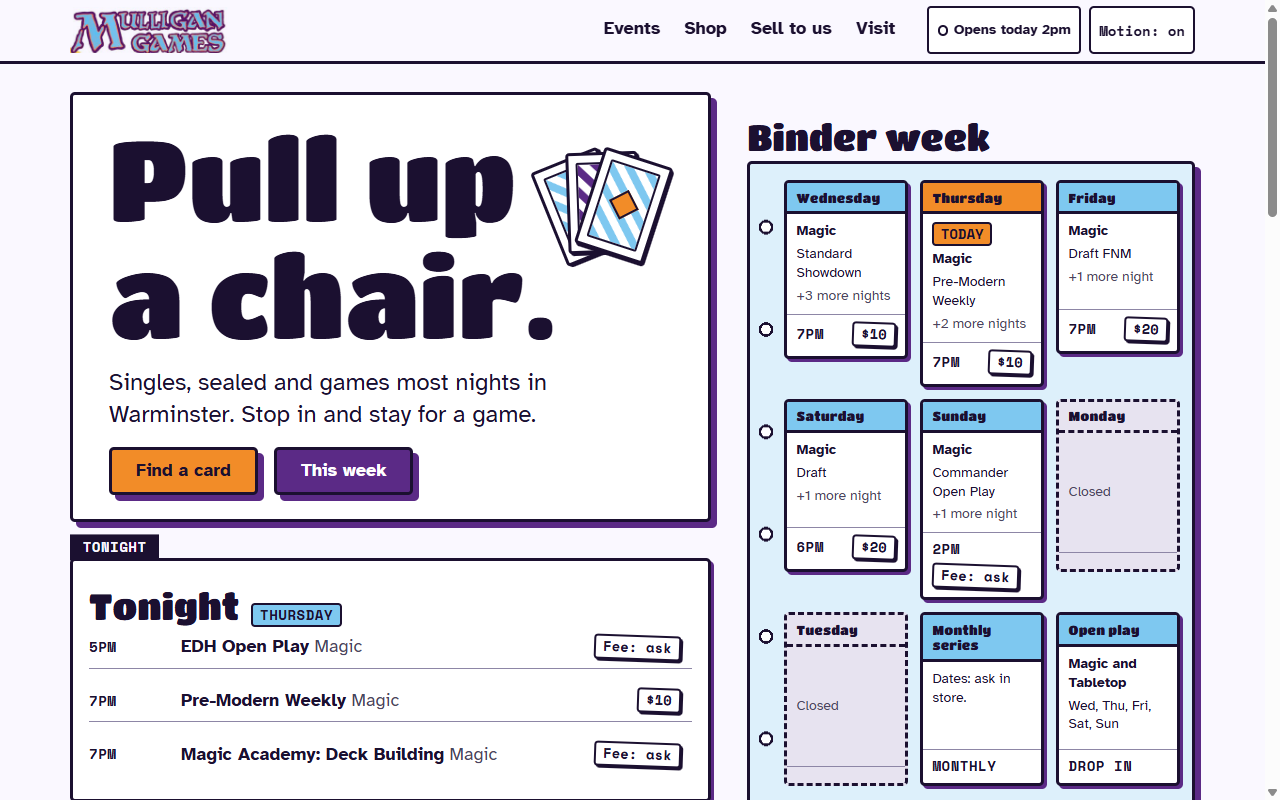 MULLIGAN
GAMES
Events
Shop
Sell to us
Visit
Opens today 2pm
Motion: on
Pull up
a chair.
Singles, sealed and games most nights in
Warminster. Stop in and stay for a game.
Find a card
This week
TONIGHT
Tonight THURSDAY
5PM EDH Open Play Magic Fee: ask
7PM Pre-Modern Weekly Magic $10
7PM Magic Academy: Deck Building Magic Fee: ask
Binder week
Wednesday
Magic
Standard
Showdown
+3 more nights
7PM $10
Thursday
TODAY
Magic
Pre-Modern
Weekly
+2 more nights
7PM $10
Friday
Magic
Draft FNM
+1 more night
7PM $20
Saturday
Magic
Draft
+1 more night
6PM $20
Sunday
Magic
Commander
Open Play
+1 more night
2PM
Fee: ask
Monday
Closed
Tuesday
Closed
Monthly
series
Dates: ask in
store.
MONTHLY
Open play
Magic and
Tabletop
Wed, Thu, Fri,
Sat, Sun
DROP IN